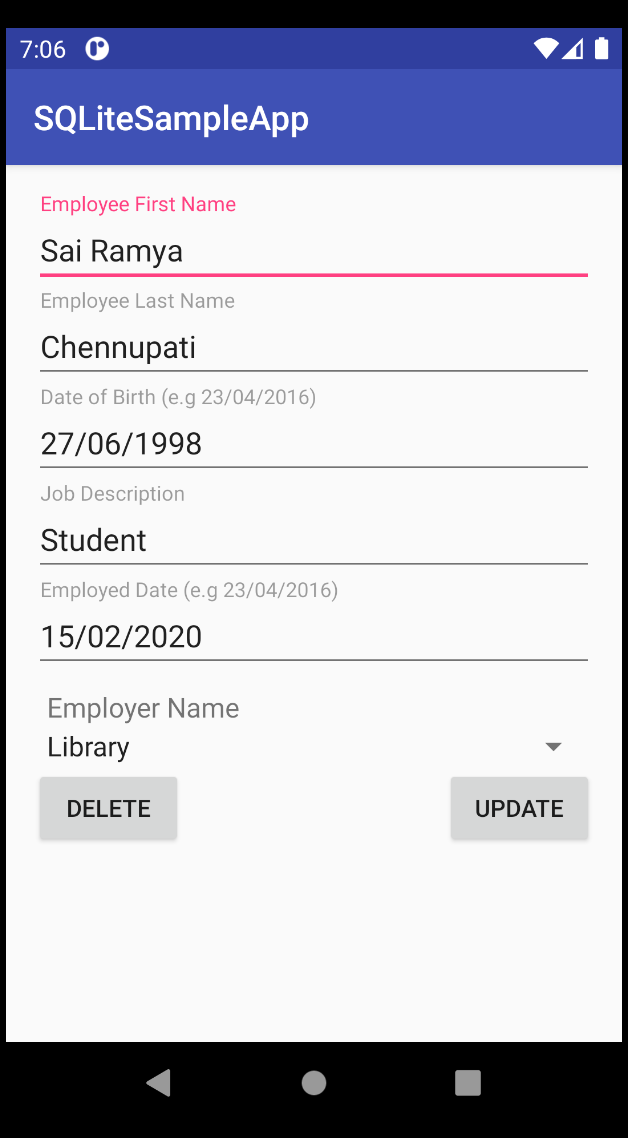 7:06
SQLiteSampleApp
Employee First Name
Sai Ramya
Employee Last Name
Chennupati
Date of Birth (e.g 23/04/2016)
27/06/1998
Job Description
Student
Employed Date (e.g 23/04/2016)
15/02/2020
Employer Name
Library
DELETE UPDATE